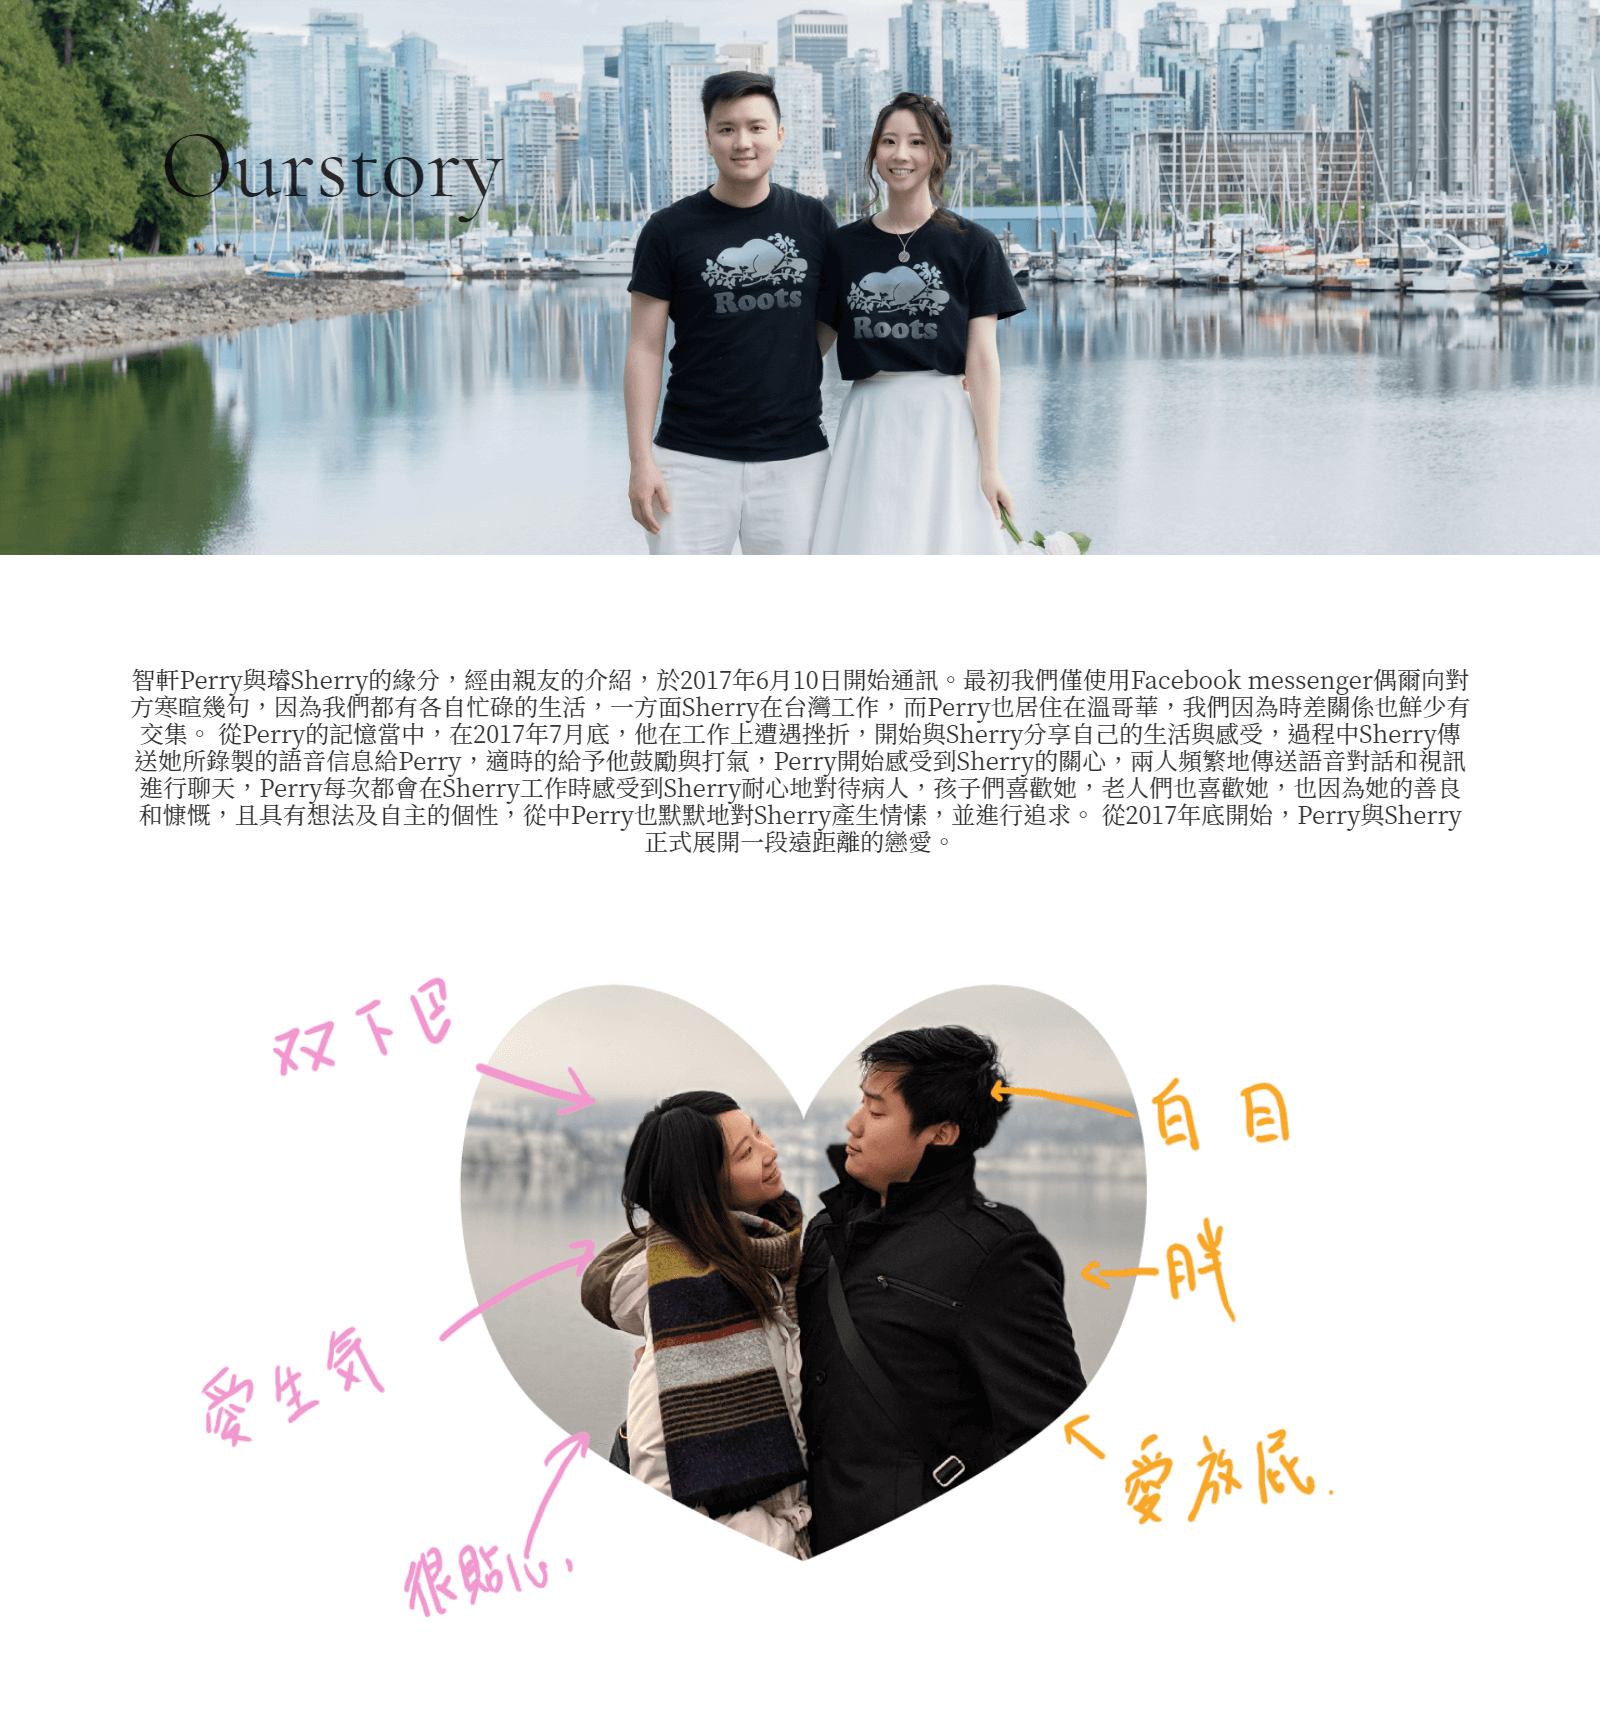 Ourstory
Roots
Roots
智軒Perry與璿Sherry的緣分，經由親友的介紹，於2017年6月10日開始通訊。最初我們僅使用Facebook messenger偶爾向對
方寒暄幾句，因為我們都有各自忙碌的生活，一方面Sherry在台灣工作，而Perry也居住在溫哥華，我們因為時差關係也鮮少有
交集。 從Perry的記憶當中，在2017年7月底，他在工作上遭遇挫折，開始與Sherry分享自己的生活與感受，過程中Sherry傳
送她所錄製的語音信息給Perry，適時的給予他鼓勵與打氣，Perry開始感受到Sherry的關心，兩人頻繁地傳送語音對話和視訊
進行聊天，Perry每次都會在Sherry工作時感受到Sherry耐心地對待病人，孩子們喜歡她，老人們也喜歡她，也因為她的善良
和慷慨，且具有想法及自主的個性，從中Perry也默默地對Sherry產生情愫，並進行追求。 從2017年底開始，Perry與Sherry
正式展開一段遠距離的戀愛。
双下巴
白目
胖
愛生気
愛放屁.
很貼心,